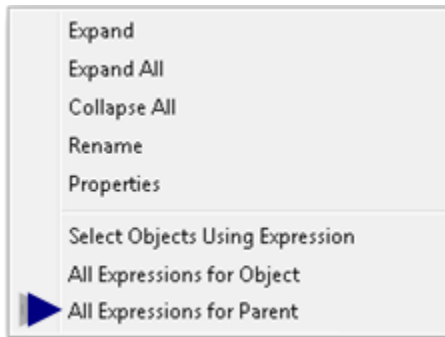 Expand
Expand All
Collapse All
Rename
Properties
Select Objects Using Expression
All Expressions for Object
All Expressions for Parent